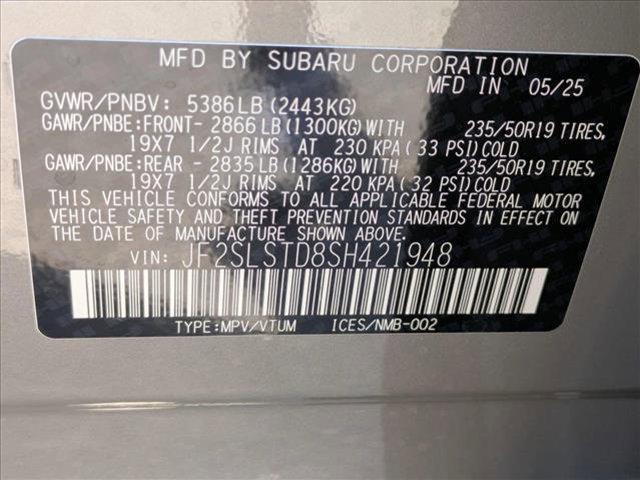 MFD BY SUBARU CORPORATION
MFD IN 05/25
GVWR/PNBV: 5386LB (2443KG)
GAWR/PNBE:FRONT- 2866LB(1300KG)WITH 235/50R19 TIRES,
19X7 1/2J RIMS AT 230 KPA(33 PSI)COLD
GAWR/PNBE:REAR - 2835LB(1286KG)WITH 235/50R19 TIRES,
19X7 1/2J RIMS AT 220 KPA(32 PSI)COLD
THIS VEHICLE CONFORMS TO ALL APPLICABLE FEDERAL MOTOR
VEHICLE SAFETY AND THEFT PREVENTION STANDARDS IN EFFECT
ON THE DATE OF MANUFACTURE SHOWN ABOVE.
VIN: JF2SLSTD8SH421948
TYPE:MPV/VTUM ICES/NMB-002